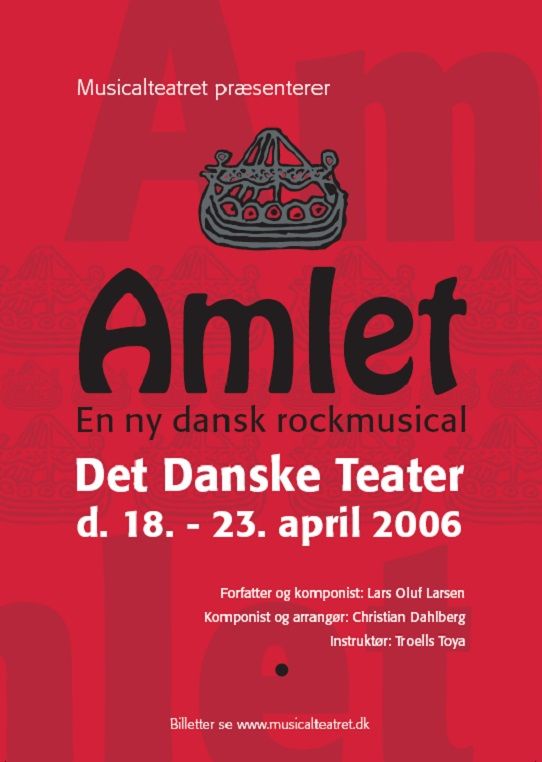 Musicalteatret præsenterer
Amlet
En ny dansk rockmusical
Det Danske Teater
d. 18. - 23. april 2006
Forfatter og komponist: Lars Oluf Larsen
Komponist og arrangør: Christian Dahlberg
Instruktør: Troells Toya
Billetter se www.musicalteatret.dk